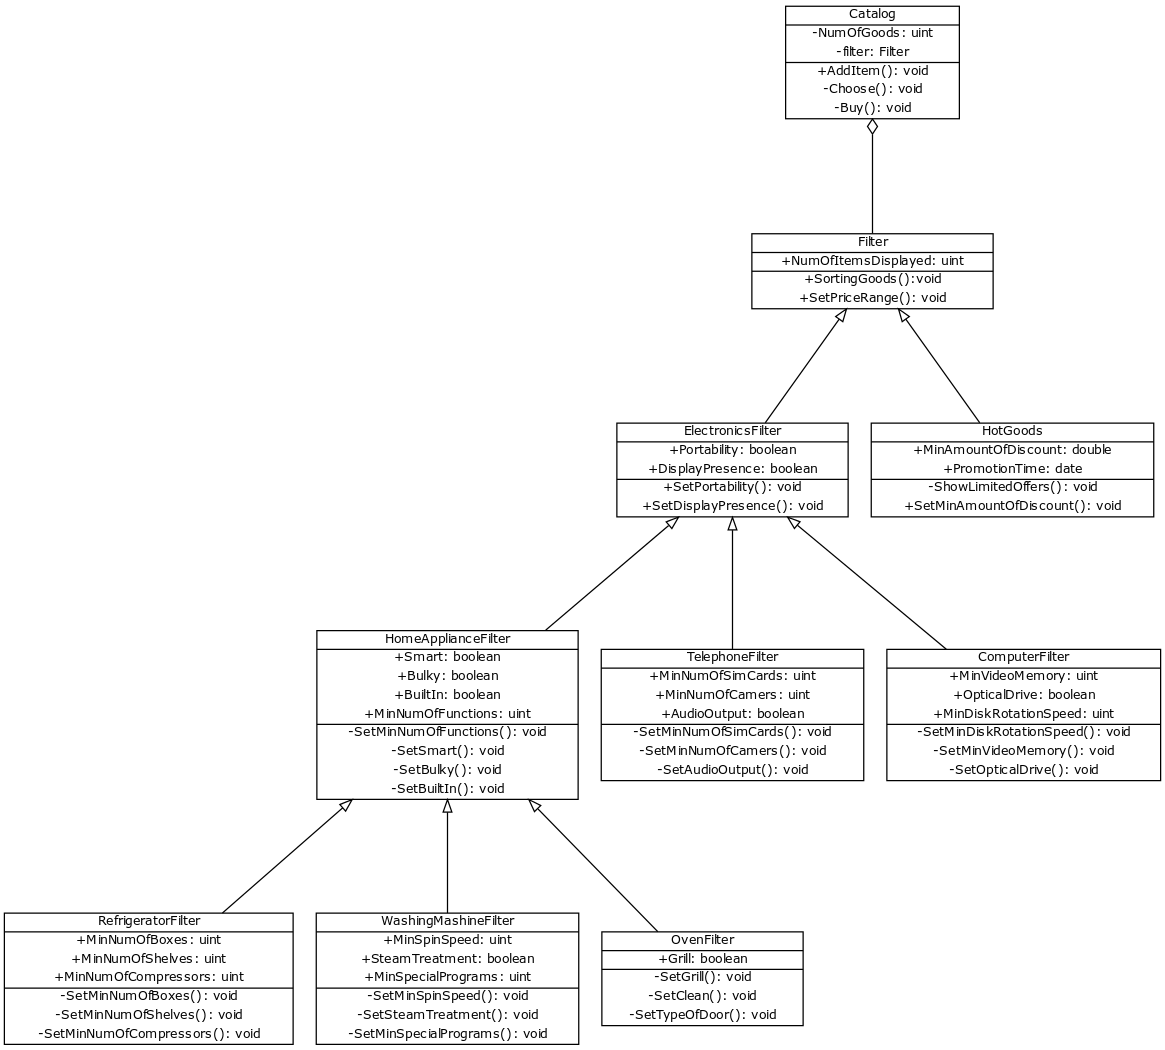 Catalog
-NumOfGoods: uint
-filter: Filter
+AddItem(): void
-Choose(): void
-Buy(): void
Filter
+NumOfItemsDisplayed: uint
+SortingGoods():void
+SetPriceRange(): void
ElectronicsFilter
+Portability: boolean
+DisplayPresence: boolean
+SetPortability(): void
+SetDisplayPresence(): void
HotGoods
+MinAmountOfDiscount: double
+PromotionTime: date
-ShowLimitedOffers(): void
+SetMinAmountOfDiscount(): void
HomeApplianceFilter
+Smart: boolean
+Bulky: boolean
+BuiltIn: boolean
+MinNumOfFunctions: uint
-SetMinNumOfFunctions(): void
-SetSmart(): void
-SetBulky(): void
-SetBuiltIn(): void
TelephoneFilter
+MinNumOfSimCards: uint
+MinNumOfCamers: uint
+AudioOutput: boolean
-SetMinNumOfSimCards(): void
-SetMinNumOfCamers(): void
-SetAudioOutput(): void
ComputerFilter
+MinVideoMemory: uint
+OpticalDrive: boolean
+MinDiskRotationSpeed: uint
-SetMinDiskRotationSpeed(): void
-SetMinVideoMemory(): void
-SetOpticalDrive(): void
RefrigeratorFilter
+MinNumOfBoxes: uint
+MinNumOfShelves: uint
+MinNumOfCompressors: uint
-SetMinNumOfBoxes(): void
-SetMinNumOfShelves(): void
-SetMinNumOfCompressors(): void
WashingMashineFilter
+MinSpinSpeed: uint
+SteamTreatment: boolean
+MinSpecialPrograms: uint
-SetMinSpinSpeed(): void
-SetSteamTreatment(): void
-SetMinSpecialPrograms(): void
OvenFilter
+Grill: boolean
-SetGrill(): void
-SetClean(): void
-SetTypeOfDoor(): void